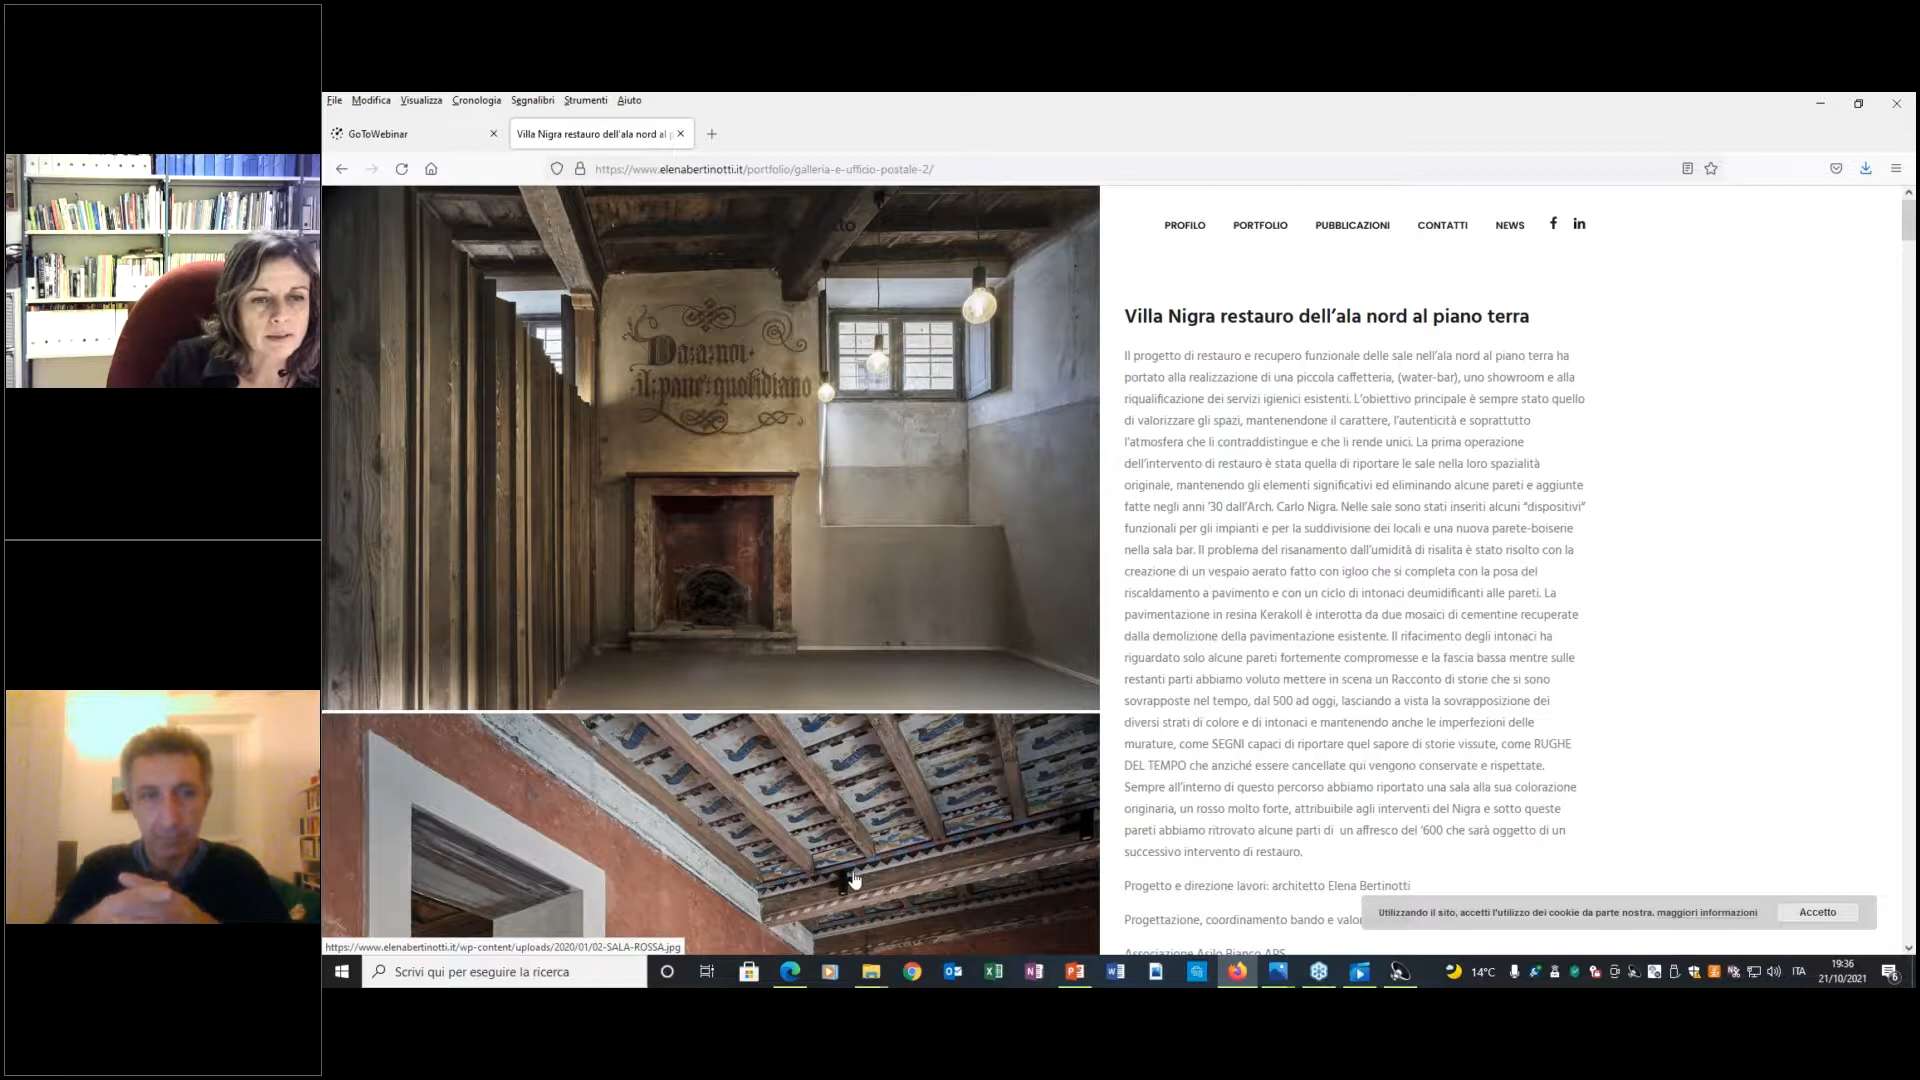 File Modifica Visualizza Cronologia Segnalibri Strumenti Aiuto
GoToWebinar
Villa Nigra restauro dell'ala nord al
https://www.elenabertinotti.it/portfolio/galleria-e-ufficio-postale-2/
PROFILO PORTFOLIO PUBBLICAZIONI CONTATTI NEWS f in
Da:a:noi:
il:pane:quotidiano
Villa Nigra restauro dell'ala nord al piano terra
Il progetto di restauro e recupero funzionale delle sale nell'ala nord al piano terra ha
portato alla realizzazione di una piccola caffetteria, (water-bar), uno showroom e alla
riqualificazione dei servizi igienici esistenti. L'obiettivo principale è sempre stato quello
di valorizzare gli spazi, mantenendone il carattere, l'autenticità e soprattutto
l'atmosfera che li contraddistingue e che li rende unici. La prima operazione
dell'intervento di restauro è stata quella di riportare le sale nella loro spazialità
originale, mantenendo gli elementi significativi ed eliminando alcune pareti e aggiunte
fatte negli anni '30 dall'Arch. Carlo Nigra. Nelle sale sono stati inseriti alcuni "dispositivi"
funzionali per gli impianti e per la suddivisione dei locali e una nuova parete-boiserie
nella sala bar. Il problema del risanamento dall'umidità di risalita è stato risolto con la
creazione di un vespaio aerato fatto con igloo che si completa con la posa del
riscaldamento a pavimento e con un ciclo di intonaci deumidificanti alle pareti. La
pavimentazione in resina Kerakoll è interotta da due mosaici di cementine recuperate
dalla demolizione della pavimentazione esistente. Il rifacimento degli intonaci ha
riguardato solo alcune pareti fortemente compromesse e la fascia bassa mentre sulle
restanti parti abbiamo voluto mettere in scena un Racconto di storie che si sono
sovrapposte nel tempo, dal 500 ad oggi, lasciando a vista la sovrapposizione dei
diversi strati di colore e di intonaci e mantenendo anche le imperfezioni delle
murature, come SEGNI capaci di riportare quel sapore di storie vissute, come RUGHE
DEL TEMPO che anziché essere cancellate qui vengono conservate e rispettate.
Sempre all'interno di questo percorso abbiamo riportato una sala alla sua colorazione
originaria, un rosso molto forte, attribuibile agli interventi del Nigra e sotto queste
pareti abbiamo ritrovato alcune parti di un affresco del '600 che sarà oggetto di un
successivo intervento di restauro.
Progetto e direzione lavori: architetto Elena Bertinotti
Progettazione, coordinamento bando e valo
Utilizzando il sito, accetti l'utilizzo dei cookie da parte nostra. maggiori informazioni
Accetto
Associazione Asilo Bianco APS
https://www.elenabertinotti.it/wp-content/uploads/2020/01/02-SALA-ROSSA.jpg
Scrivi qui per eseguire la ricerca
14°C
ITA
19:36
21/10/2021